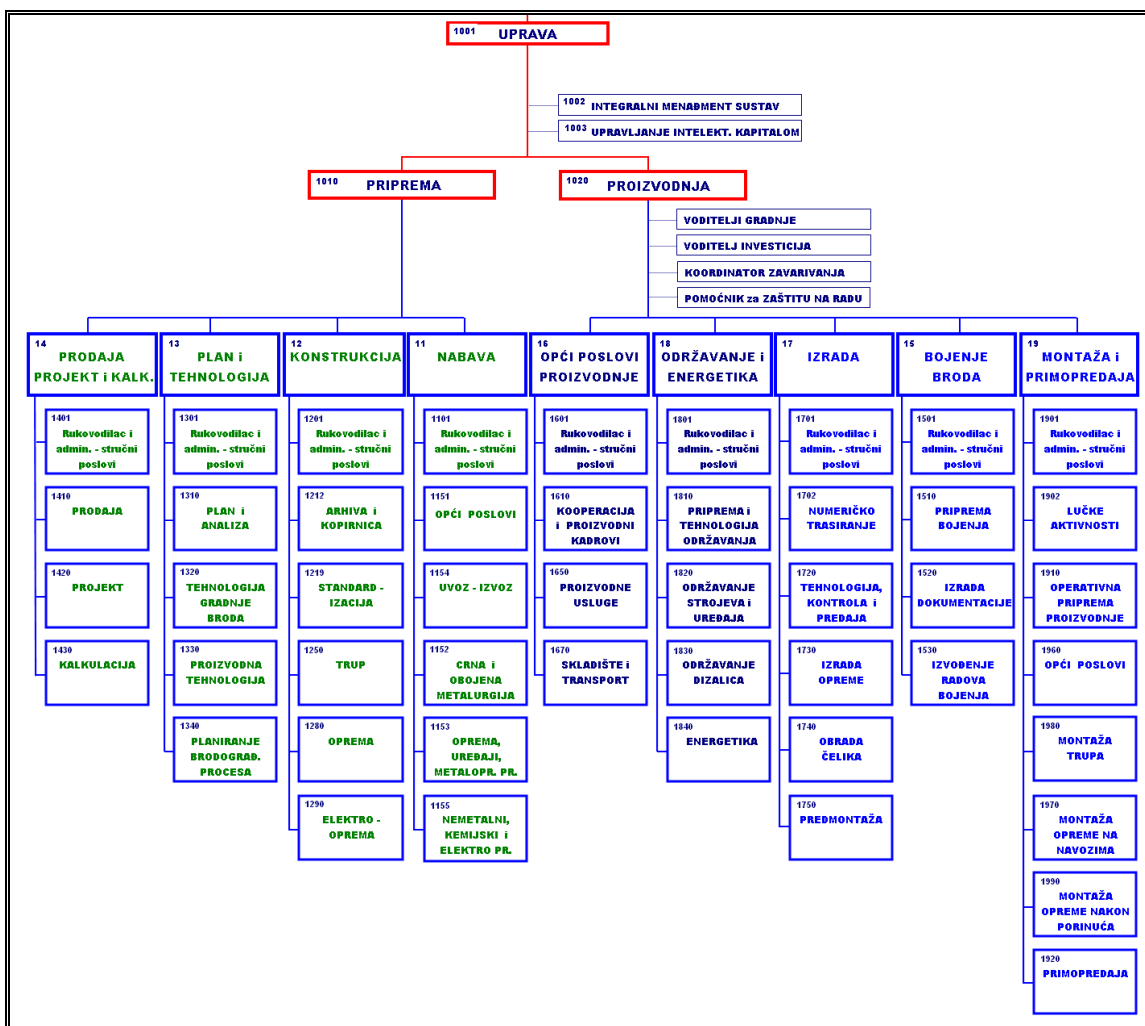 1001 UPRAVA
1002 INTEGRALNI MENAĐMENT SUSTAV
1003 UPRAVLJANJE INTELEKT. KAPITALOM
1010 PRIPREMA
1020 PROIZVODNJA
VODITELJI GRADNJE
VODITELJ INVESTICIJA
KOORDINATOR ZAVARIVANJA
POMOĆNIK za ZAŠTITU NA RADU
14
PRODAJA
PROJEKT i KALK.
1401
Rukovodilac i
admin. - stručni
poslovi
1410
PRODAJA
1420
PROJEKT
1430
KALKULACIJA
13
PLAN i
TEHNOLOGIJA
1301
Rukovodilac i
admin. - stručni
poslovi
1310
PLAN i
ANALIZA
1320
TEHNOLOGIJA
GRADNJE
BRODA
1330
PROIZVODNA
TEHNOLOGIJA
1340
PLANIRANJE
BRODOGRAĐ.
PROCESA
12
KONSTRUKCIJA
1201
Rukovodilac i
admin. - stručni
poslovi
1212
ARHIVA i
KOPIRNICA
1219
STANDARD -
IZACIJA
1250
TRUP
1280
OPREMA
1290
ELEKTRO -
OPREMA
11
NABAVA
1101
Rukovodilac i
admin. - stručni
poslovi
1151
OPĆI POSLOVI
1154
UVOZ - IZVOZ
1152
CRNA i
OBOJENA
METALURGIJA
1153
OPREMA,
UREĐAJI,
METALOPR. PR.
1155
NEMETALNI,
KEMIJSKI i
ELEKTRO PR.
16
OPĆI POSLOVI
PROIZVODNJE
1601
Rukovodilac i
admin. - stručni
poslovi
1610
KOOPERACIJA
i PROIZVODNI
KADROVI
1650
PROIZVODNE
USLUGE
1670
SKLADIŠTE i
TRANSPORT
18
ODRŽAVANJE i
ENERGETIKA
1801
Rukovodilac i
admin. - stručni
poslovi
1810
PRIPREMA i
TEHNOLOGIJA
ODRŽAVANJA
1820
ODRŽAVANJE
STROJEVA i
UREĐAJA
1830
ODRŽAVANJE
DIZALICA
1840
ENERGETIKA
17
IZRADA
1701
Rukovodilac i
admin. - stručni
poslovi
1702
NUMERIČKO
TRASIRANJE
1720
TEHNOLOGIJA,
KONTROLA i
PREDAJA
1730
IZRADA
OPREME
1740
OBRADA
ČELIKA
1750
PREDMONTAŽA
15
BOJENJE
BRODA
1501
Rukovodilac i
admin. - stručni
poslovi
1510
PRIPREMA
BOJENJA
1520
IZRADA
DOKUMENTACIJE
1530
IZVOĐENJE
RADOVA
BOJENJA
19
MONTAŽA i
PRIMOPREDAJA
1901
Rukovodilac i
admin. - stručni
poslovi
1902
LUČKE
AKTIVNOSTI
1910
OPERATIVNA
PRIPREMA
PROIZVODNJE
1960
OPĆI POSLOVI
1980
MONTAŽA
TRUPA
1970
MONTAŽA
OPREME NA
NAVOZIMA
1990
MONTAŽA
OPREME NAKON
PORINUĆA
1920
PRIMOPREDAJA